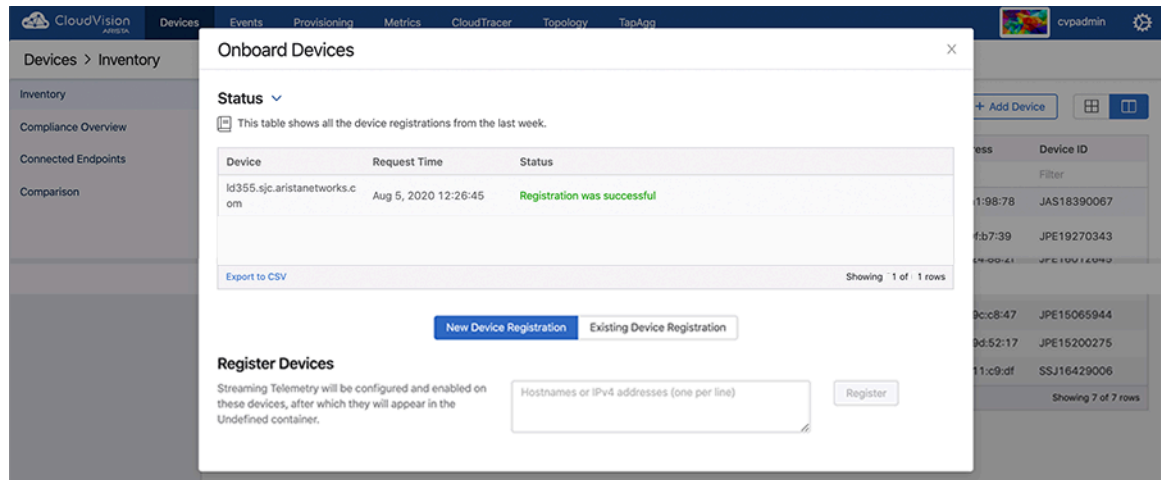 CloudVision
ARISTA
Devices Events Provisioning Metrics CloudTracer Topology TapAgg
cvpadmin
Devices > Inventory
Inventory
Compliance Overview
Connected Endpoints
Comparison
Onboard Devices
Status
This table shows all the device registrations from the last week.
Device Request Time Status
ld355.sjc.aristanetworks.c
om
Aug 5, 2020 12:26:45 Registration was successful
Export to CSV Showing 1 of 1 rows
New Device Registration Existing Device Registration
Register Devices
Streaming Telemetry will be configured and enabled on
these devices, after which they will appear in the
Undefined container.
Hostnames or IPv4 addresses (one per line)
Register
+ Add Device
ess Device ID
Filter
1:98:78 JAS18390067
f:b7:39 JPE19270343
9c:c8:47 JPE15065944
9d:52:17 JPE15200275
11:c9:df SSJ16429006
Showing 7 of 7 rows